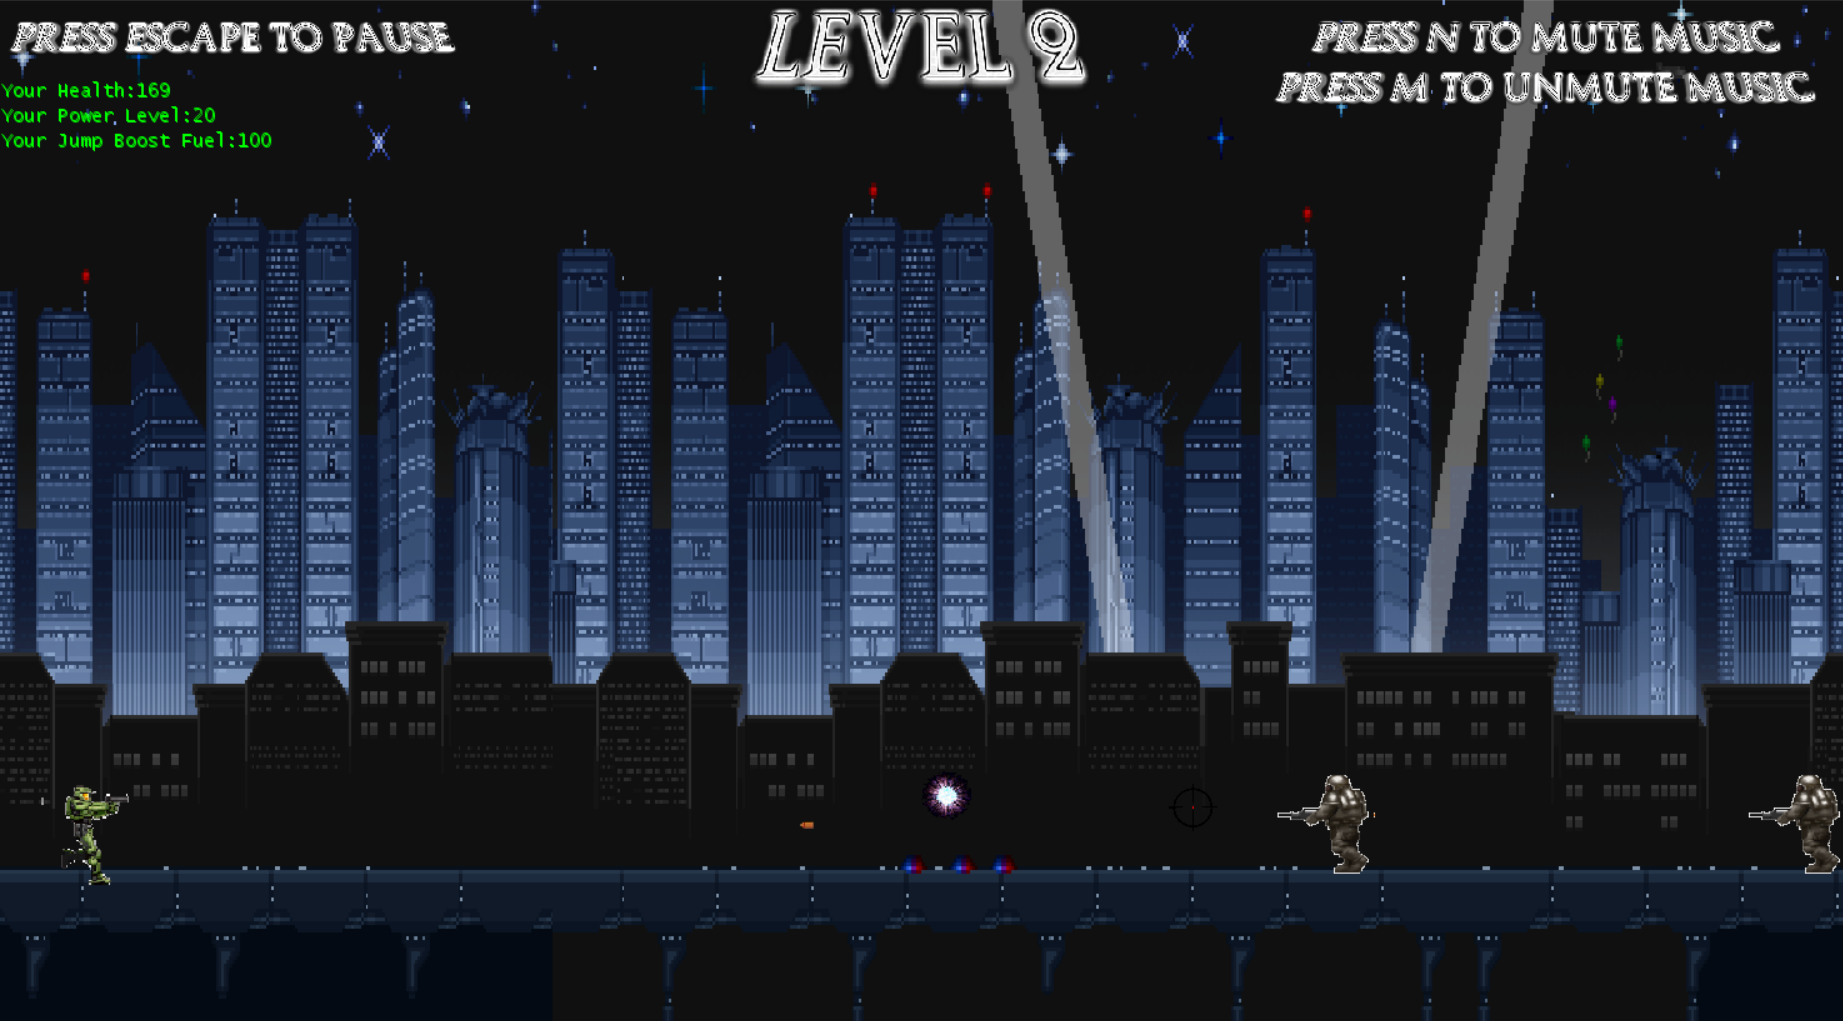 PRESS ESCAPE TO PAUSE
LEVEL 2
PRESS N TO MUTE MUSIC
PRESS M TO UNMUTE MUSIC
Your Health:169
Your Power Level:20
Your Jump Boost Fuel:100